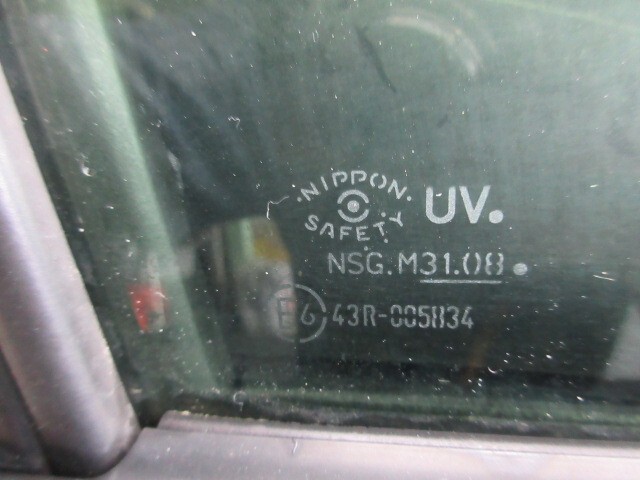 NIPPON
SAFETY
UV.
NSG.M31.08.
E6 43R-005834